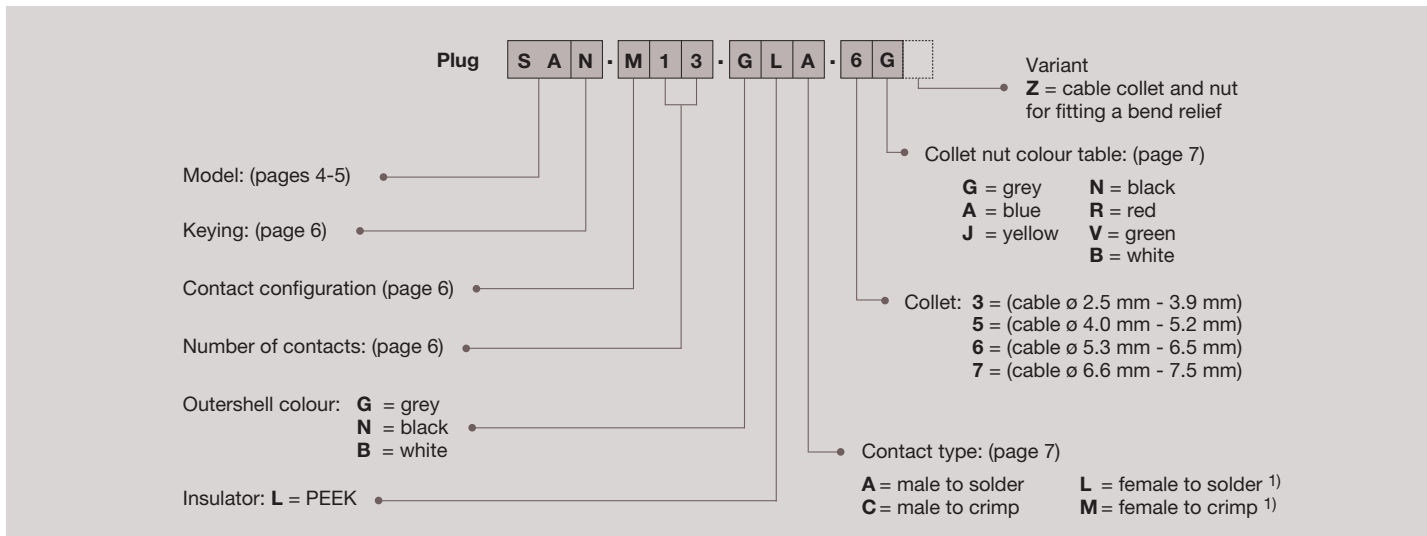 Plug SAN.M13.GLA.6G
Variant
Z = cable collet and nut
for fitting a bend relief
Collet nut colour table: (page 7)
G = grey N = black
A = blue R = red
J = yellow V = green
B = white
Model: (pages 4-5)
Keying: (page 6)
Contact configuration (page 6)
Number of contacts: (page 6)
Collet: 3 = (cable ø 2.5 mm - 3.9 mm)
5 = (cable ø 4.0 mm - 5.2 mm)
6 = (cable ø 5.3 mm - 6.5 mm)
7 = (cable ø 6.6 mm - 7.5 mm)
Outershell colour: G = grey
N = black
B = white
Insulator: L = PEEK
Contact type: (page 7)
A = male to solder L = female to solder 1)
C = male to crimp M = female to crimp 1)